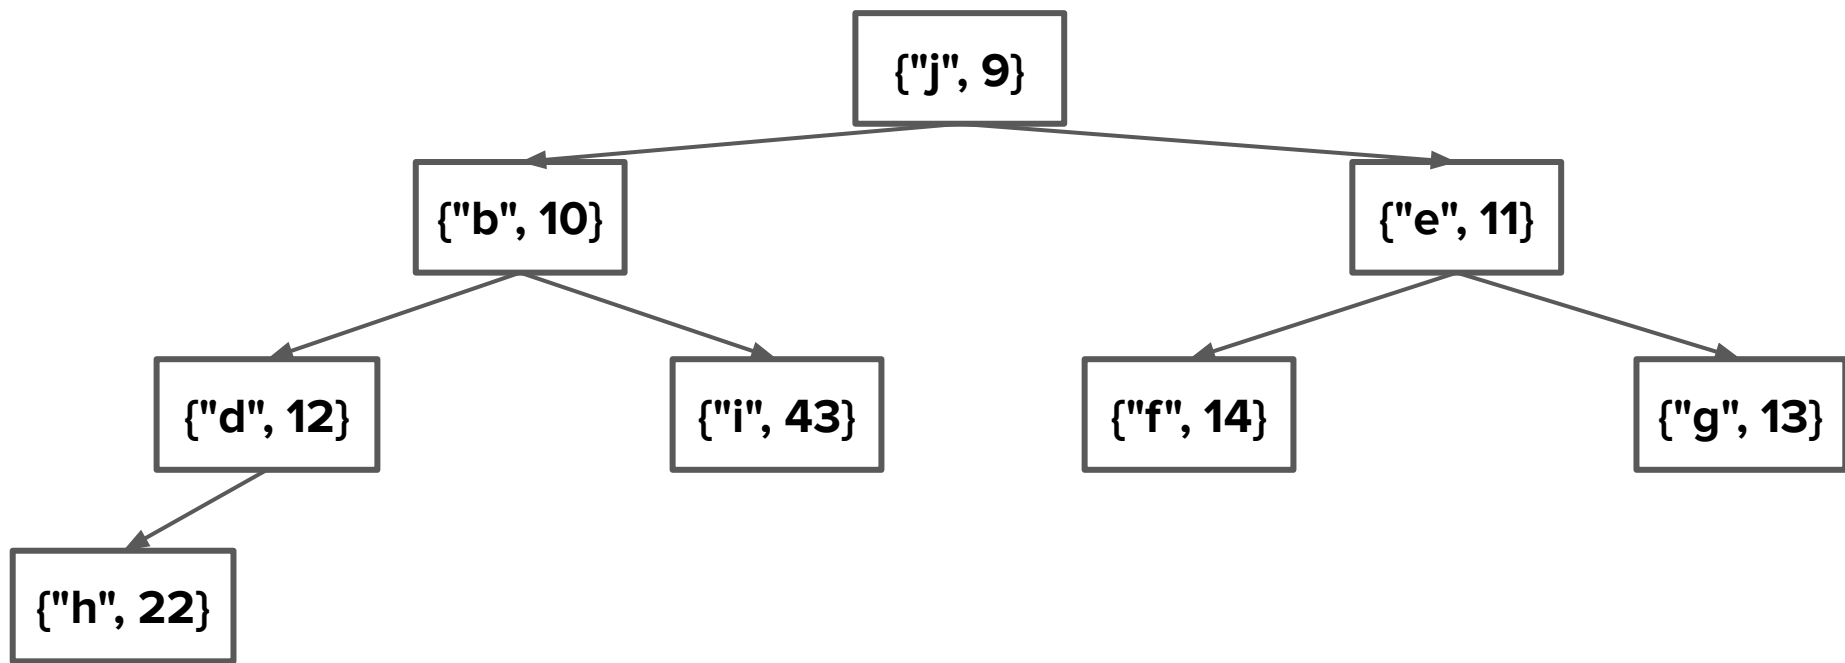 {"j", 9}
{"b", 10}
{"e", 11}
{"d", 12}
{"i", 43}
{"f", 14}
{"g", 13}
{"h", 22}